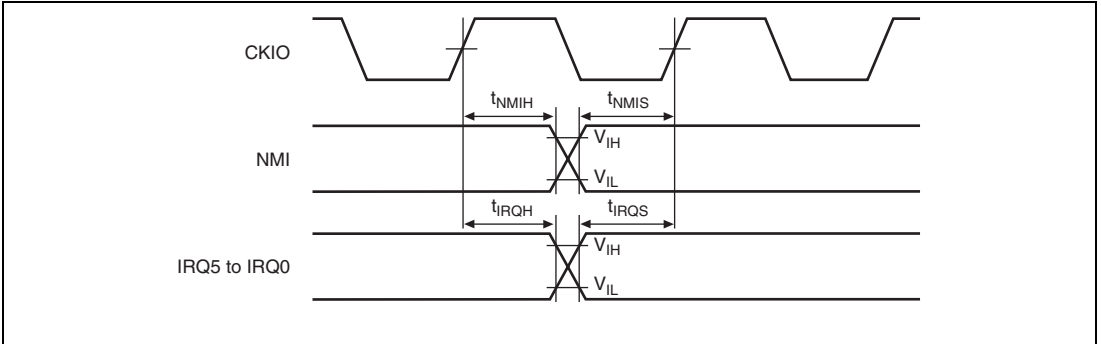 CKIO
tNMIH tNMIS
VIH
NMI
VIL
tIRQH tIRQS
VIH
IRQ5 to IRQ0
VIL